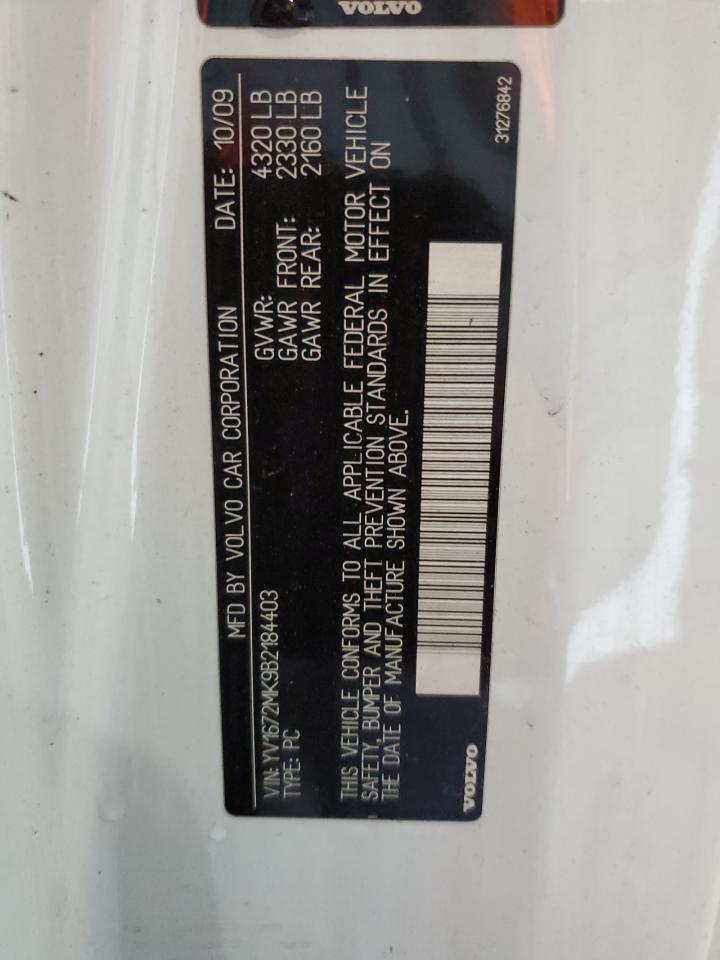 VOLVO
MFD BY VOLVO CAR CORPORATION DATE: 10/09
VIN: YV1672MK9B2184403 GVWR: 4320 LB
TYPE: PC GAWR FRONT: 2330 LB
GAWR REAR: 2160 LB
THIS VEHICLE CONFORMS TO ALL APPLICABLE FEDERAL MOTOR VEHICLE
SAFETY, BUMPER AND THEFT PREVENTION STANDARDS IN EFFECT ON
THE DATE OF MANUFACTURE SHOWN ABOVE.
VOLVO
31276842